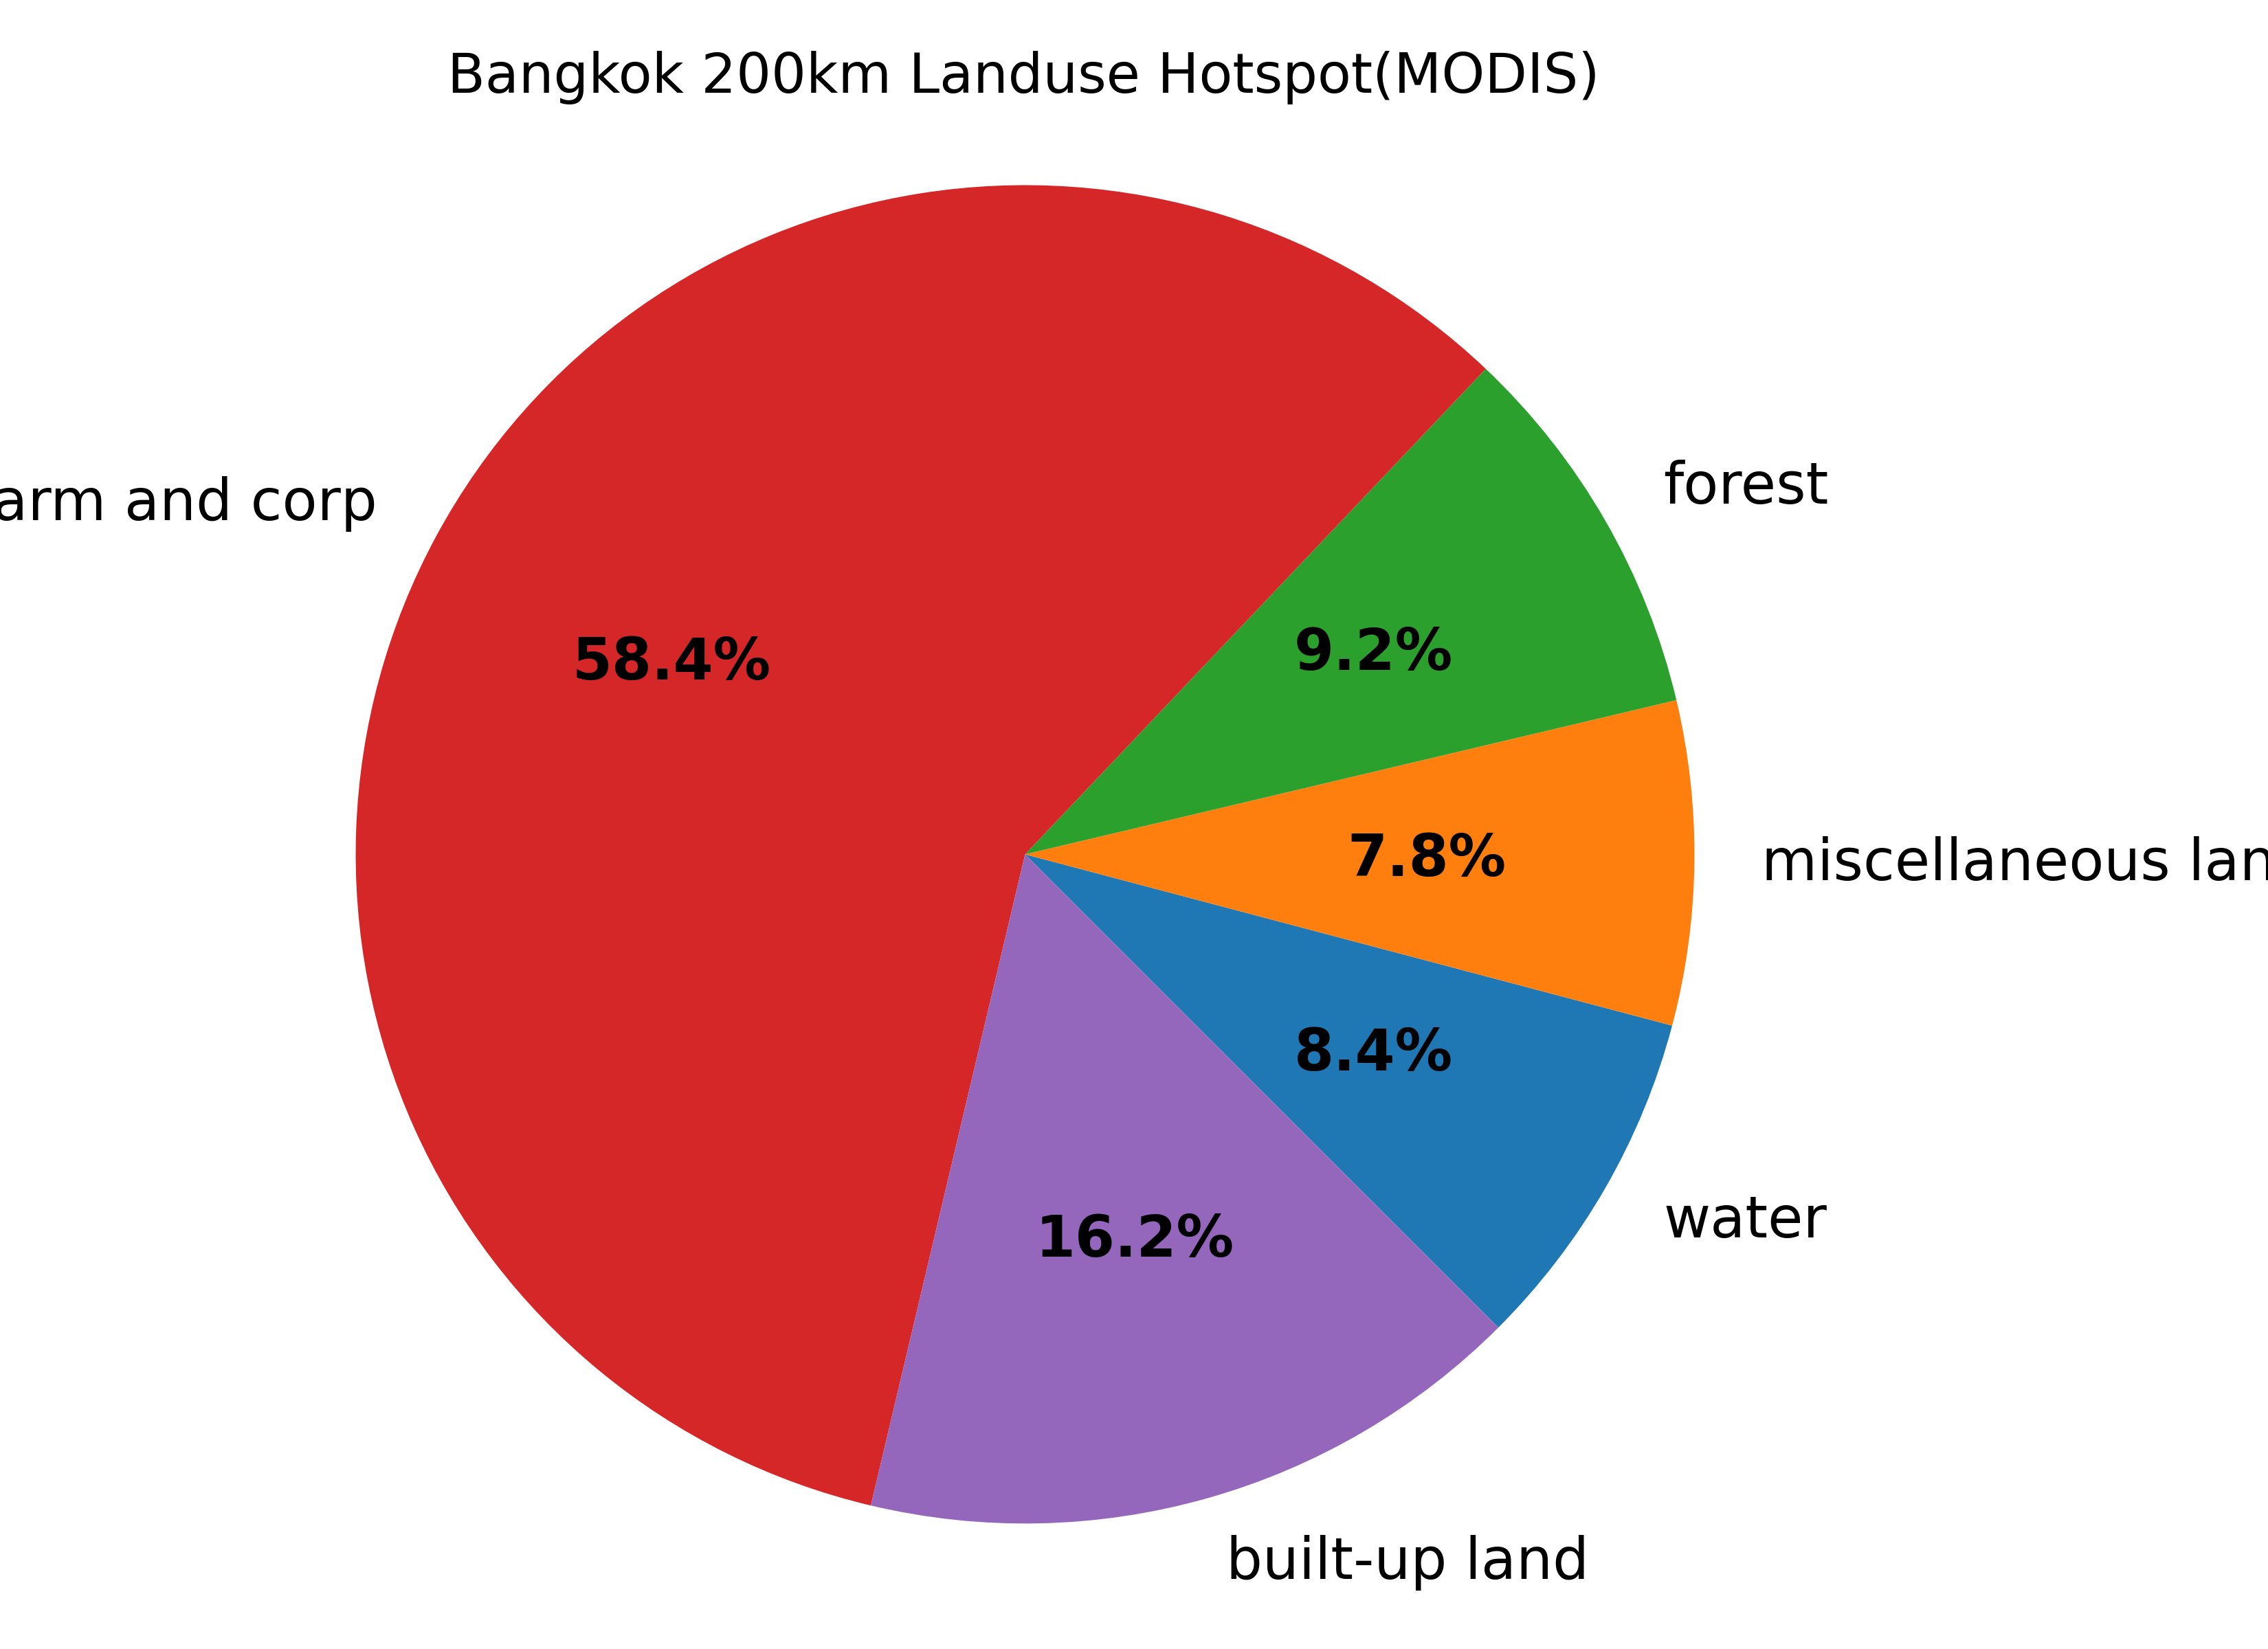 Bangkok 200km Landuse Hotspot(MODIS)
forest
arm and corp
9.2%
58.4%
7.8%
miscellaneous lan
8.4%
water
16.2%
built-up land